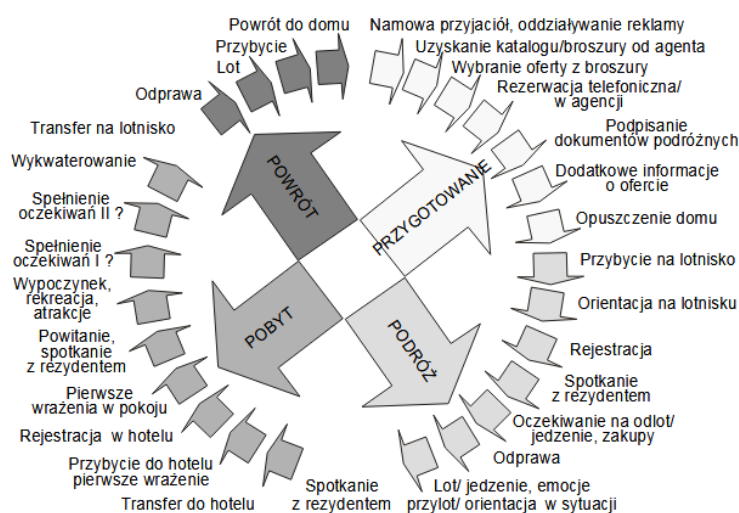 Namowa przyjaciół, oddziaływanie reklamy
Uzyskanie katalogu/broszury od agenta
Wybranie oferty z broszury
Rezerwacja telefoniczna/
w agencji
Podpisanie
dokumentów podróżnych
Dodatkowe informacje
o ofercie
Opuszczenie domu
Przybycie na lotnisko
Orientacja na lotnisku
Rejestracja
Spotkanie
z rezydentem
Oczekiwanie na odlot/
jedzenie, zakupy
Odprawa
Lot/ jedzenie, emocje
przylot/ orientacja w sytuacji
Spotkanie
z rezydentem
Transfer do hotelu
Przybycie do hotelu
pierwsze wrażenie
Rejestracja w hotelu
Pierwsze
wrażenia w pokoju
Powitanie,
spotkanie
z rezydentem
Wypoczynek,
rekreacja,
atrakcje
Spełnienie
oczekiwań I ?
Spełnienie
oczekiwań II ?
Wykwaterowanie
Transfer na lotnisko
Odprawa
Lot
Przybycie
Powrót do domu
PRZYGOTOWANIE
PODRÓŻ
POBYT
POWRÓT